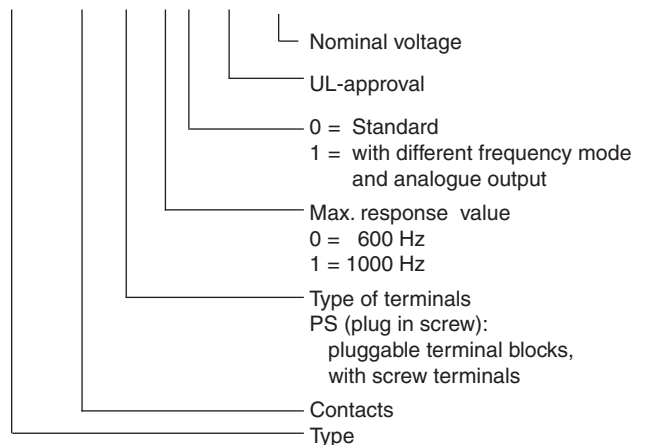 Nominal voltage
UL-approval
0 = Standard
1 = with different frequency mode
and analogue output
Max. response value
0 = 600 Hz
1 = 1000 Hz
Type of terminals
PS (plug in screw):
pluggable terminal blocks,
with screw terminals
Contacts
Type